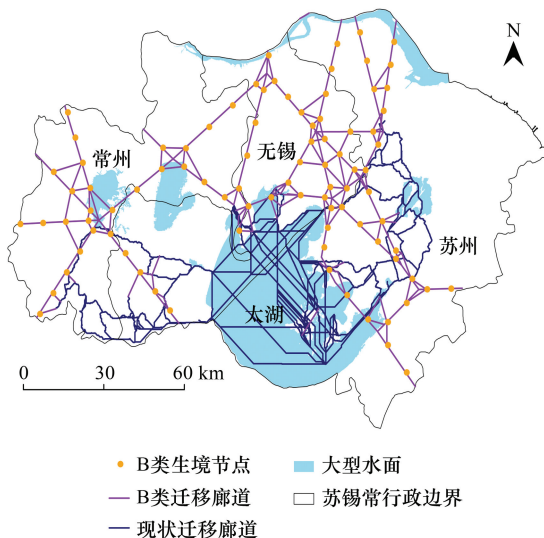 N
常州
无锡
苏州
太湖
0 30 60 km
B类生境节点
大型水面
B类迁移廊道
苏锡常行政边界
现状迁移廊道